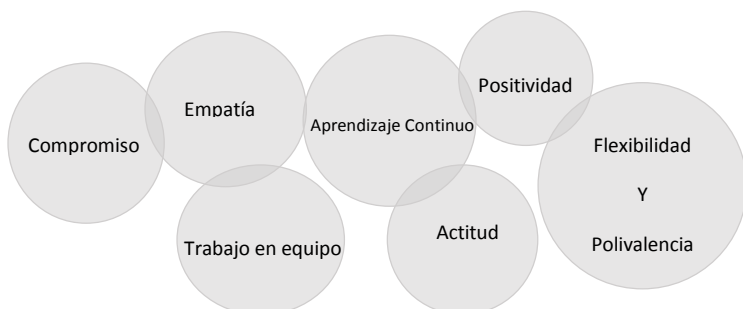 Compromiso
Empatía
Aprendizaje Continuo
Positividad
Flexibilidad
Y
Polivalencia
Trabajo en equipo
Actitud